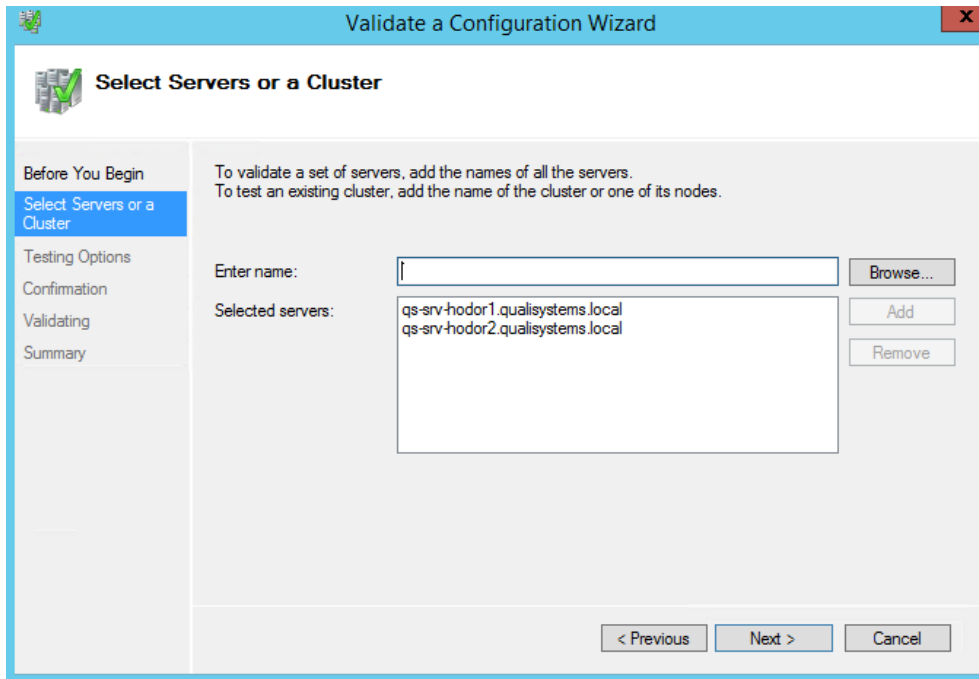 Validate a Configuration Wizard
x
Select Servers or a Cluster
Before You Begin
Select Servers or a
Cluster
Testing Options
Confirmation
Validating
Summary
To validate a set of servers, add the names of all the servers.
To test an existing cluster, add the name of the cluster or one of its nodes.
Enter name:
Browse...
Selected servers:
qs-srv-hodor1.qualisystems.local
qs-srv-hodor2.qualisystems.local
Add
Remove
< Previous
Next >
Cancel